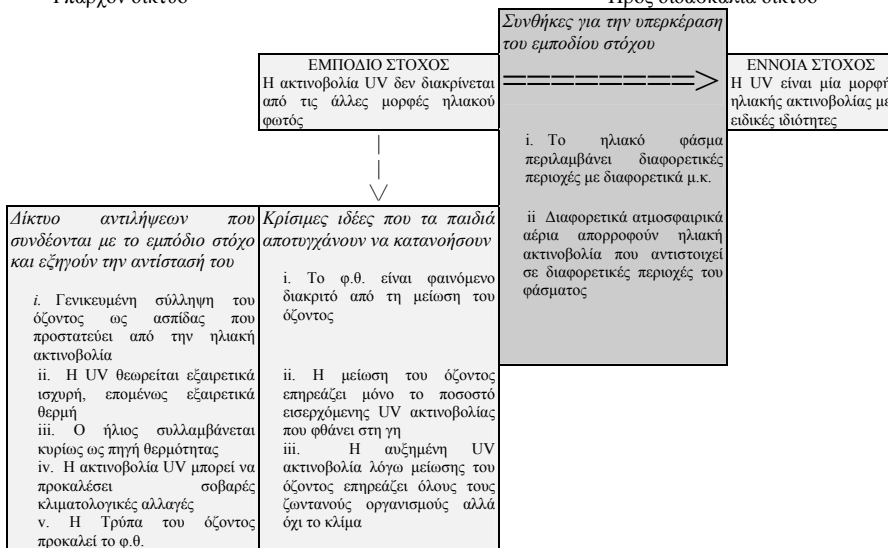 Υπάρχον δίκτυο
Προς διδασκαλία δίκτυο
Συνθήκες για την υπερκέραση
του εμποδίου στόχου
ΕΜΠΟΔΙΟ ΣΤΟΧΟΣ
Η ακτινοβολία UV δεν διακρίνεται
από τις άλλες μορφές ηλιακού
φωτός
==========>
ΕΝΝΟΙΑ ΣΤΟΧΟΣ
Η UV είναι μία μορφή
ηλιακής ακτινοβολίας με
ειδικές ιδιότητες
i. Το ηλιακό φάσμα
περιλαμβάνει διαφορετικές
περιοχές με διαφορετικά μ.κ.
ii Διαφορετικά ατμοσφαιρικά
αέρια απορροφούν ηλιακή
ακτινοβολία που αντιστοιχεί
σε διαφορετικές περιοχές του
φάσματος
Δίκτυο αντιλήψεων που
συνδέονται με το εμπόδιο στόχο
και εξηγούν την αντίστασή του
i. Γενικευμένη σύλληψη του
όζοντος ως ασπίδας που
προστατεύει από την ηλιακή
ακτινοβολία
ii. Η UV θεωρείται εξαιρετικά
ισχυρή, επομένως εξαιρετικά
θερμή
iii. Ο ήλιος συλλαμβάνεται
κυρίως ως πηγή θερμότητας
iv. Η ακτινοβολία UV μπορεί να
προκαλέσει σοβαρές
κλιματολογικές αλλαγές
v. Η Τρύπα του όζοντος
προκαλεί το φ.θ.
Κρίσιμες ιδέες που τα παιδιά
αποτυγχάνουν να κατανοήσουν
i. Το φ.θ. είναι φαινόμενο
διακριτό από τη μείωση του
όζοντος
ii. Η μείωση του όζοντος
επηρεάζει μόνο το ποσοστό
εισερχόμενης UV ακτινοβολίας
που φθάνει στη γη
iii. Η αυξημένη UV
ακτινοβολία λόγω μείωσης του
όζοντος επηρεάζει όλους τους
ζωντανούς οργανισμούς αλλά
όχι το κλίμα